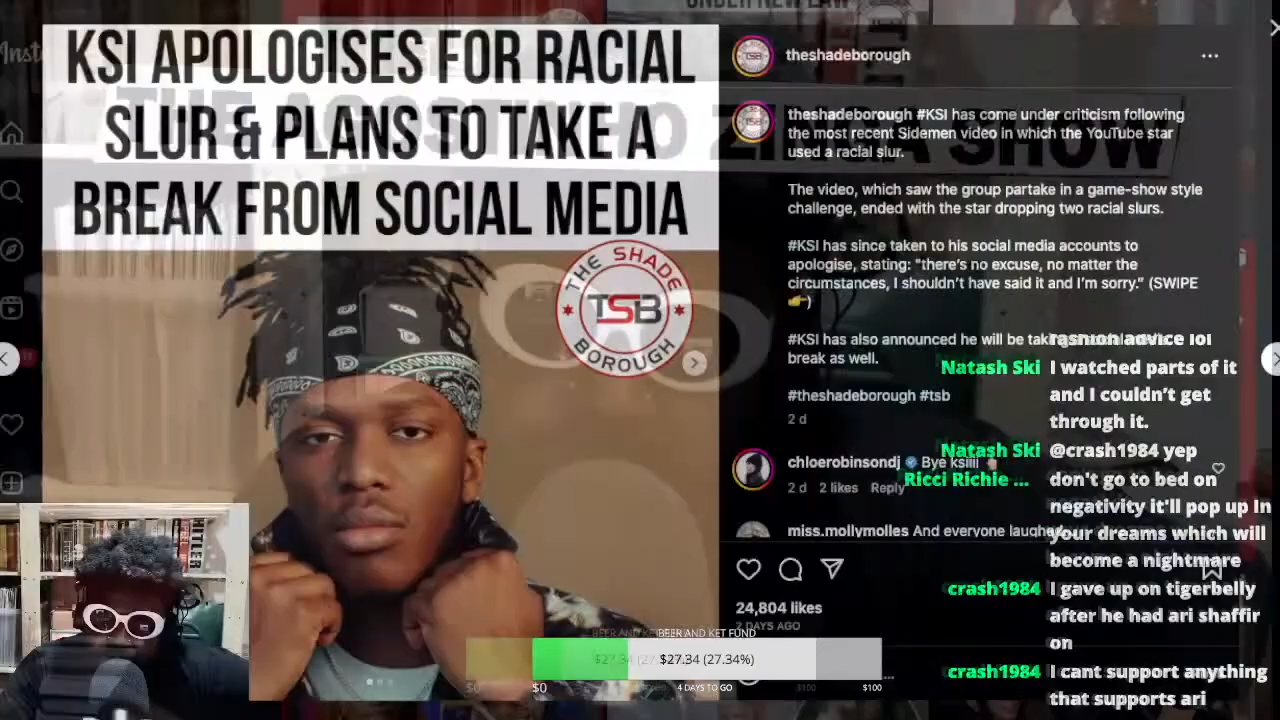 UNDER NEW LAW
KSI APOLOGISES FOR RACIAL
SLUR & PLANS TO TAKE A
BREAK FROM SOCIAL MEDIA
THE SHADE
TSB
BOROUGH
SHOW
theshadeborough
theshadeborough #KSI has come under criticism following
the most recent Sidemen video in which the YouTube star
used a racial slur.
The video, which saw the group partake in a game-show style
challenge, ended with the star dropping two racial slurs.
#KSI has since taken to his social media accounts to
apologise, stating: "there's no excuse, no matter the
circumstances, I shouldn't have said it and I'm sorry." (SWIPE
👉)
#KSI has also announced he will be
break as well.
#theshadeborough #tsb
2 d
chloerobinsondj Bye ksiiii
2 d 2 likes Reply
miss.mollymolles And everyone
24,804 likes
2 DAYS AGO
fashion advice lol
Natash Ski I watched parts of it
and I couldn't get
through it.
Natash Ski @crash1984 yep
Ricci Richie ... don't go to bed on
negativity it'll pop up In
your dreams which will
become a nightmare
crash1984 I gave up on tigerbelly
after he had ari shaffir
on
crash1984 I cant support anything
that supports ari
BEER AND KET FUND
$27.34 (27.34%)
$0 $0 4 DAYS TO GO $100 $100